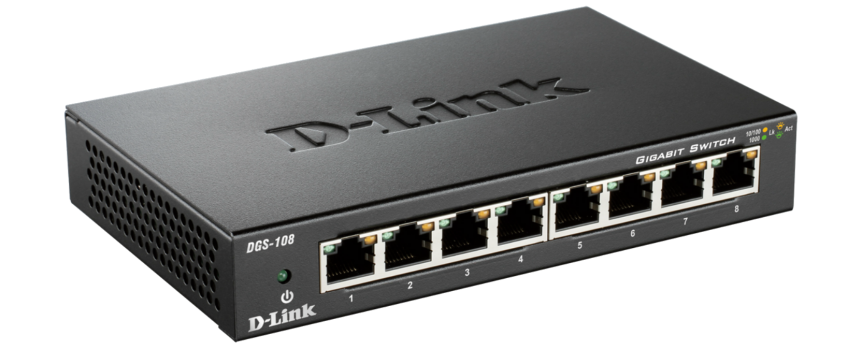 D-Link
GIGABIT SWITCH
10/100 Lk Act
1000
DGS-108
D-Link
1 2 3 4 5 6 7 8